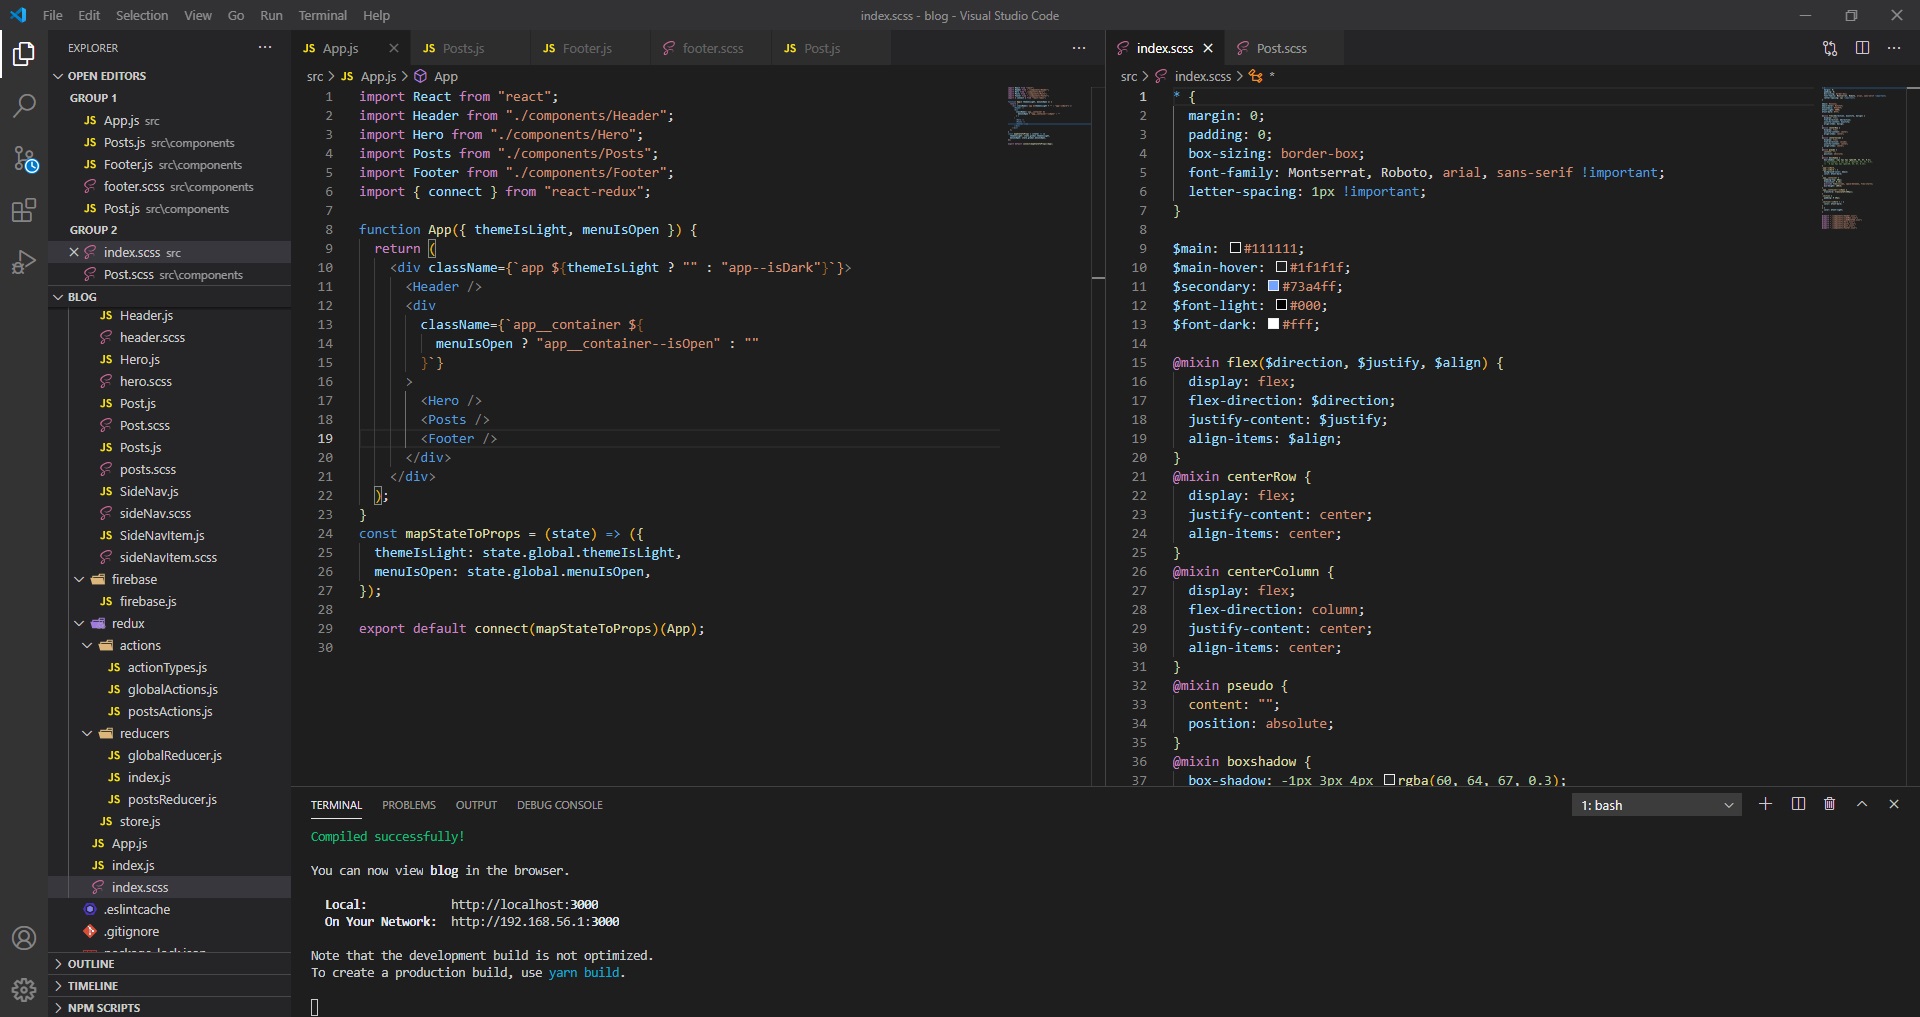 File Edit Selection View Go Run Terminal Help
index.scss - blog - Visual Studio Code
EXPLORER
OPEN EDITORS
GROUP 1
JS App.js src
JS Posts.js src\components
JS Footer.js src\components
footer.scss src\components
JS Post.js src\components
GROUP 2
index.scss src
Post.scss src\components
BLOG
JS Header.js
header.scss
JS Hero.js
hero.scss
JS Post.js
Post.scss
JS Posts.js
posts.scss
JS SideNav.js
sideNav.scss
JS SideNavItem.js
sideNavItem.scss
firebase
JS firebase.js
redux
actions
JS actionTypes.js
JS globalActions.js
JS postsActions.js
reducers
JS globalReducer.js
JS index.js
JS postsReducer.js
JS store.js
JS App.js
JS index.js
index.scss
.eslintcache
.gitignore
OUTLINE
TIMELINE
NPM SCRIPTS
JS App.js JS Posts.js JS Footer.js footer.scss JS Post.js
src > JS App.js > App
1 import React from "react";
2 import Header from "./components/Header";
3 import Hero from "./components/Hero";
4 import Posts from "./components/Posts";
5 import Footer from "./components/Footer";
6 import { connect } from "react-redux";
7
8 function App({ themeIsLight, menuIsOpen }) {
9 return (
10 <div className={`app ${themeIsLight ? "" : "app--isDark"}`}>
11 <Header />
12 <div
13 className={`app__container ${
14 menuIsOpen ? "app__container--isOpen" : ""
15 }`}
16 >
17 <Hero />
18 <Posts />
19 <Footer />
20 </div>
21 </div>
22 );
23 }
24 const mapStateToProps = (state) => ({
25 themeIsLight: state.global.themeIsLight,
26 menuIsOpen: state.global.menuIsOpen,
27 });
28
29 export default connect(mapStateToProps)(App);
30
index.scss Post.scss
src > index.scss > *
1 * {
2 margin: 0;
3 padding: 0;
4 box-sizing: border-box;
5 font-family: Montserrat, Roboto, arial, sans-serif !important;
6 letter-spacing: 1px !important;
7 }
8
9 $main: #111111;
10 $main-hover: #1f1f1f;
11 $secondary: #73a4ff;
12 $font-light: #000;
13 $font-dark: #fff;
14
15 @mixin flex($direction, $justify, $align) {
16 display: flex;
17 flex-direction: $direction;
18 justify-content: $justify;
19 align-items: $align;
20 }
21 @mixin centerRow {
22 display: flex;
23 justify-content: center;
24 align-items: center;
25 }
26 @mixin centerColumn {
27 display: flex;
28 flex-direction: column;
29 justify-content: center;
30 align-items: center;
31 }
32 @mixin pseudo {
33 content: "";
34 position: absolute;
35 }
36 @mixin boxshadow {
37 box-shadow: -1px 3px 4px rgba(60, 64, 67, 0.3);
TERMINAL PROBLEMS OUTPUT DEBUG CONSOLE
1: bash
Compiled successfully!
You can now view blog in the browser.
Local: http://localhost:3000
On Your Network: http://192.168.56.1:3000
Note that the development build is not optimized.
To create a production build, use yarn build.